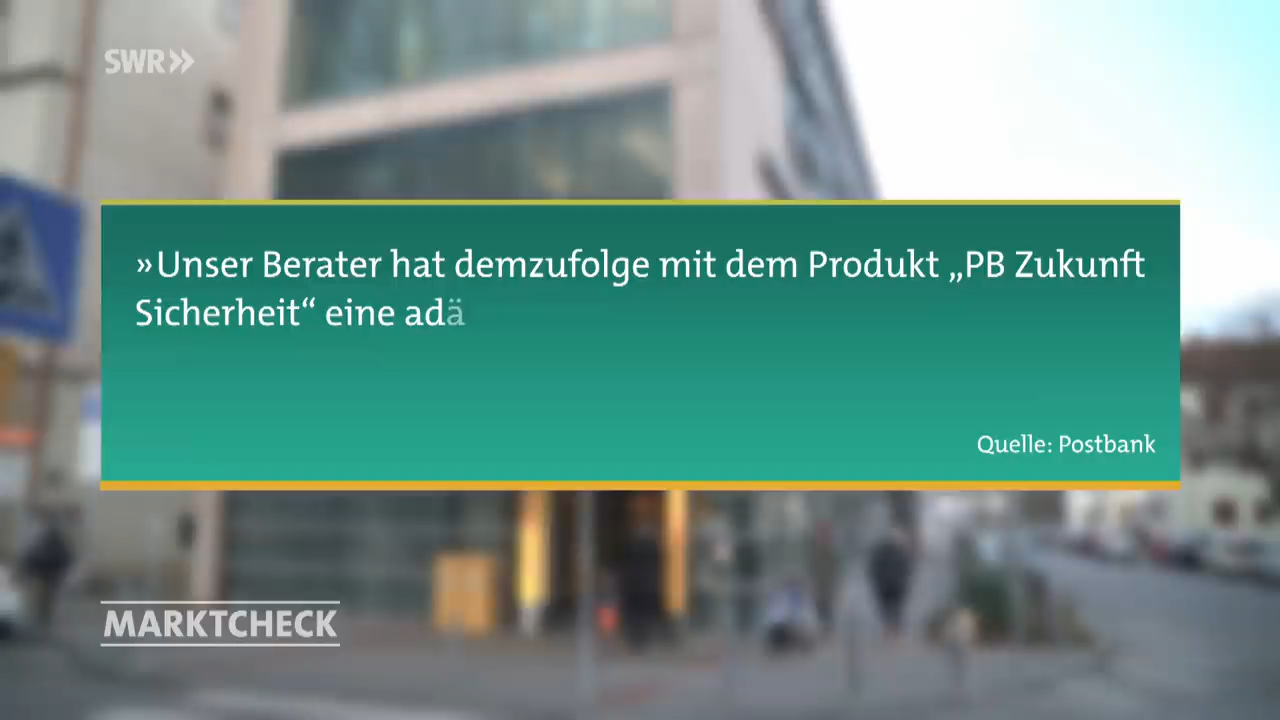 SWR»
»Unser Berater hat demzufolge mit dem Produkt „PB Zukunft
Sicherheit“ eine adä
Quelle: Postbank
MARKTCHECK